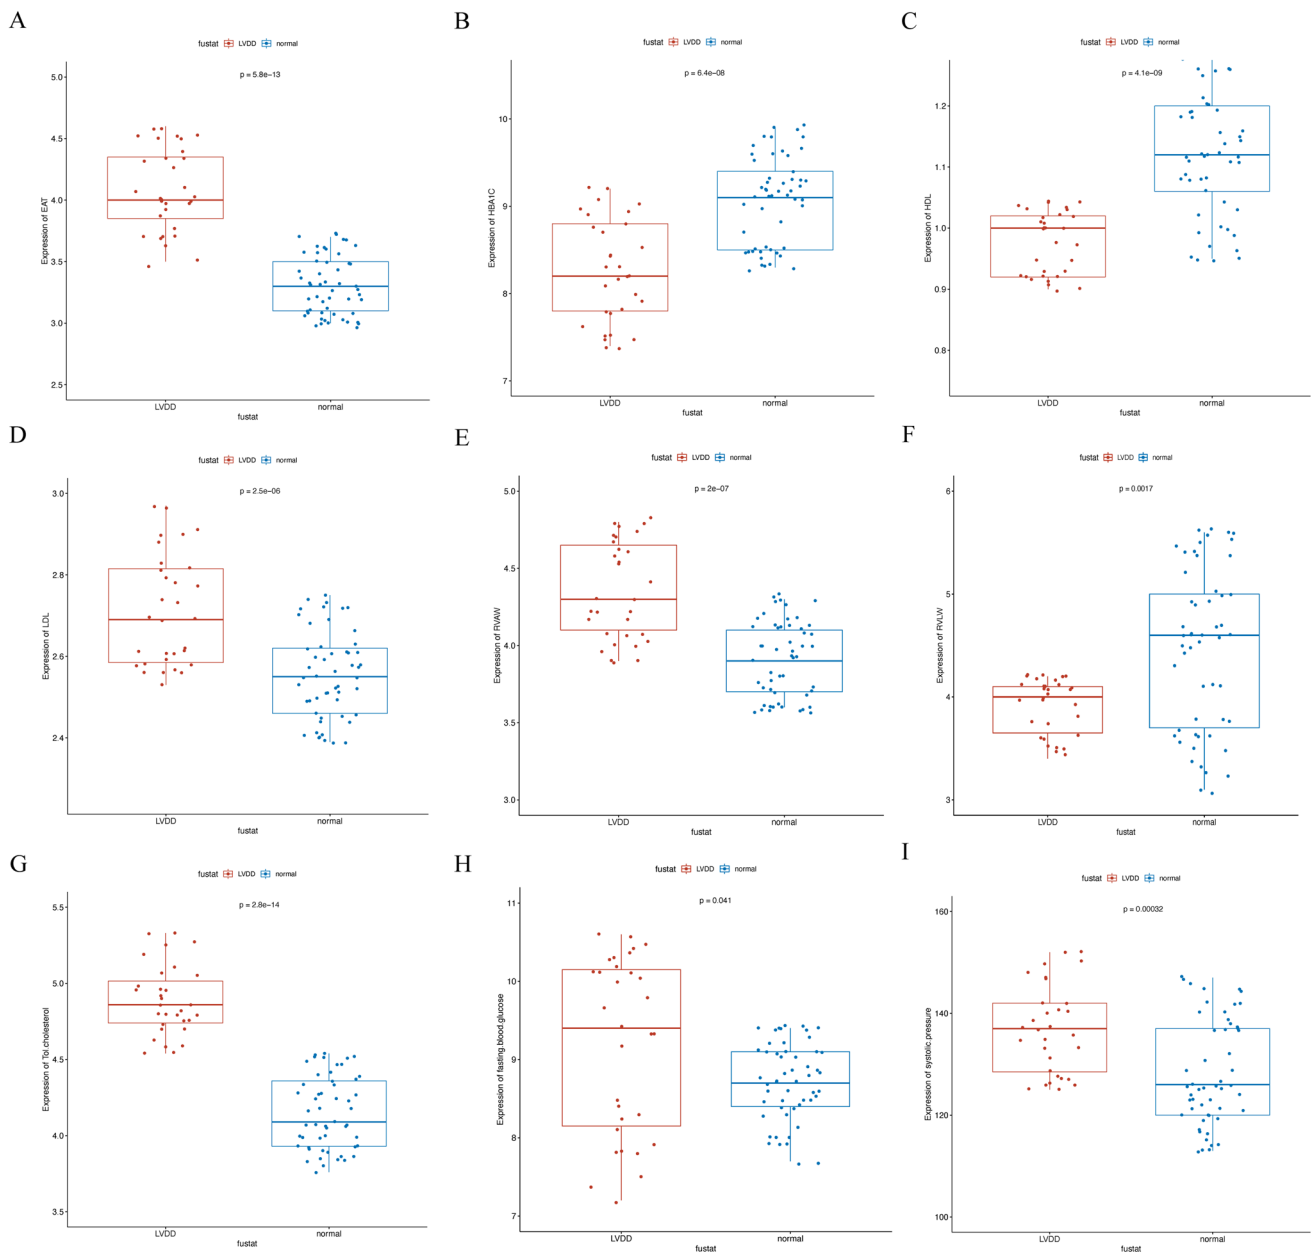 A
fustat LVDD normal
p = 5.8e−13
Expression of EAT
5.0
4.5
4.0
3.5
3.0
2.5
LVDD normal
fustat
B
fustat LVDD normal
p = 6.4e−08
Expression of HBA1C
10
9
8
7
LVDD normal
fustat
C
fustat LVDD normal
p = 4.1e−09
Expression of HDL
1.2
1.1
1.0
0.9
0.8
LVDD normal
fustat
D
fustat LVDD normal
p = 2.5e−06
Expression of LDL
3.0
2.8
2.6
2.4
LVDD normal
fustat
E
fustat LVDD normal
p = 2e−07
Expression of RVAW
5.0
4.5
4.0
3.5
3.0
LVDD normal
fustat
F
fustat LVDD normal
p = 0.0017
Expression of RVLW
6
5
4
3
LVDD normal
fustat
G
fustat LVDD normal
p = 2.8e−14
Expression of Tol.cholesterol
5.5
5.0
4.5
4.0
3.5
LVDD normal
fustat
H
fustat LVDD normal
p = 0.041
Expression of fasting.blood.glucose
11
10
9
8
7
LVDD normal
fustat
I
fustat LVDD normal
p = 0.00032
Expression of systolic.pressure
160
140
120
100
LVDD normal
fustat